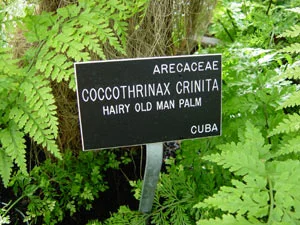 ARECACEAE
COCCOTHRINAX CRINITA
HAIRY OLD MAN PALM
CUBA